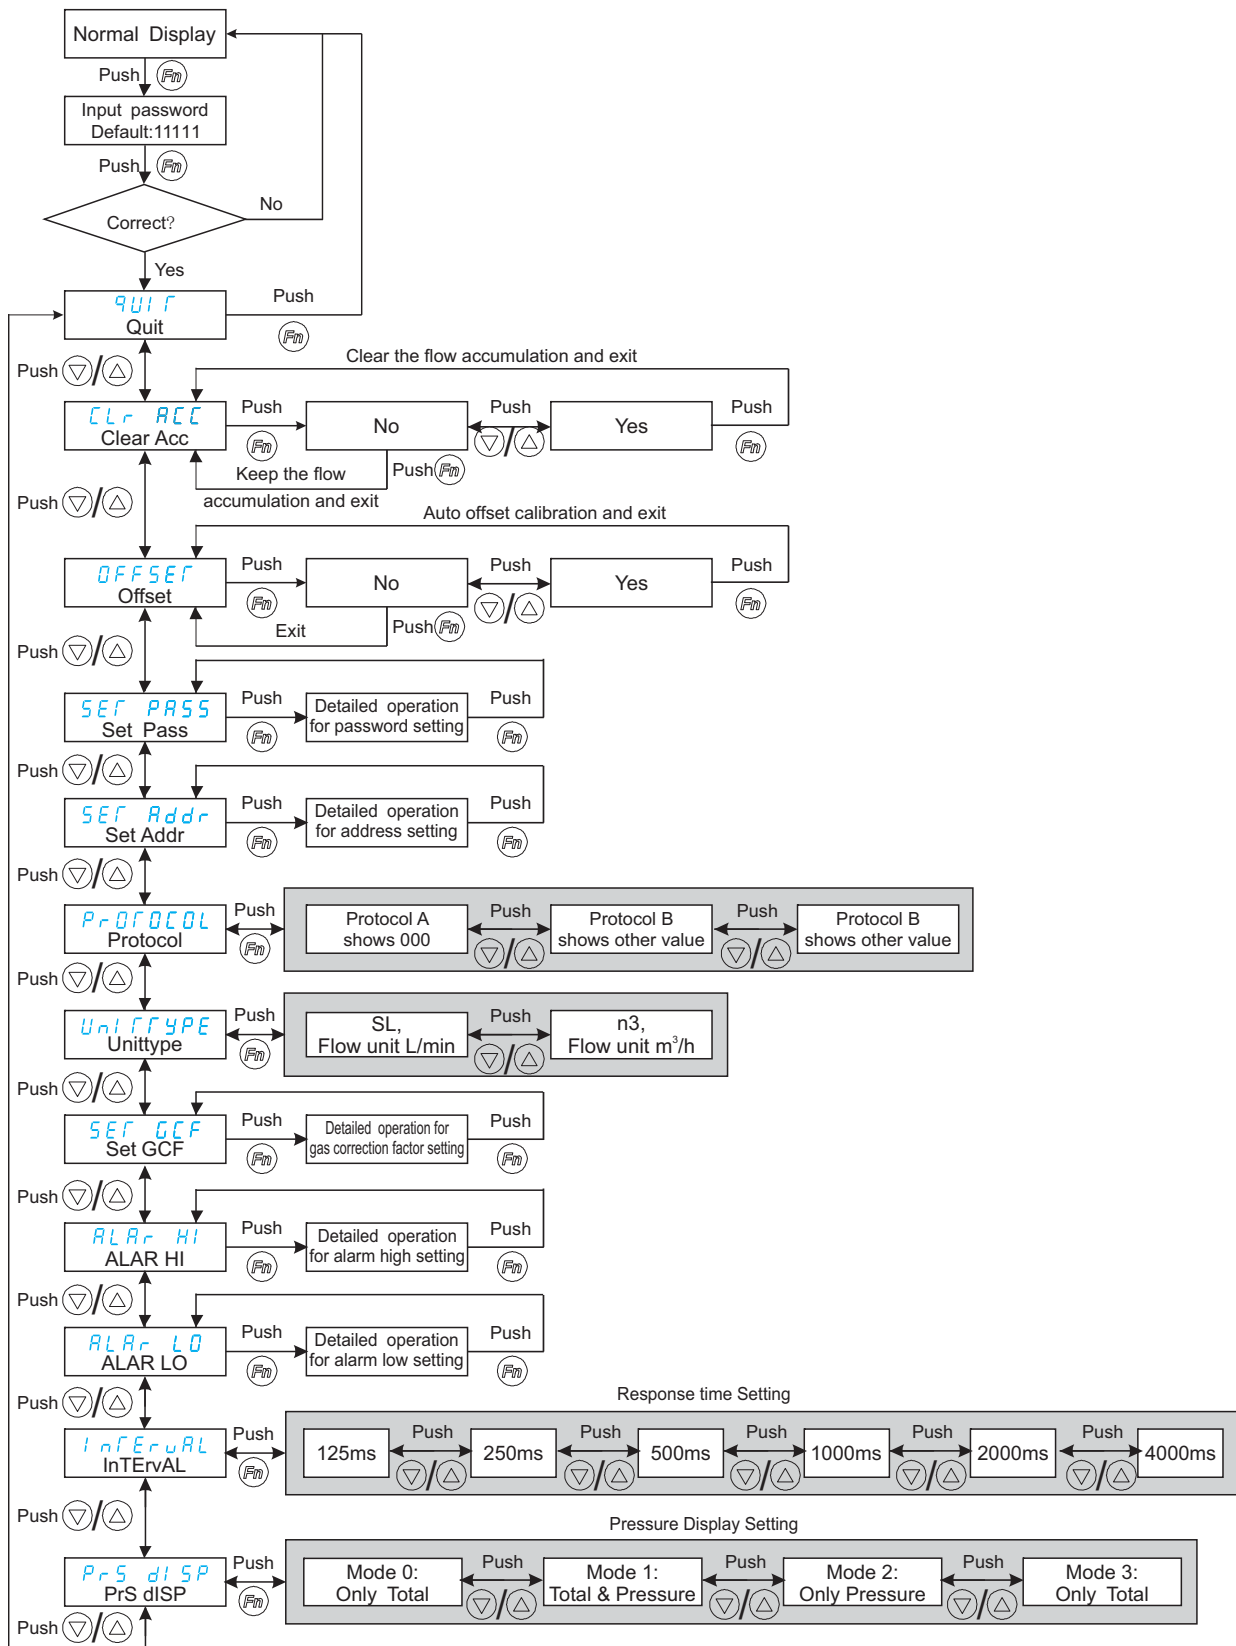 Normal Display
Push Fn
Input password
Default:11111
Push Fn
Correct?
No
Yes
qUIT
Quit
Push
Fn
Push ▽/△
Clear the flow accumulation and exit
CLr ACC
Clear Acc
Push
Fn
No
Push
▽/△
Yes
Push
Fn
Push Fn
Keep the flow
accumulation and exit
Push ▽/△
Auto offset calibration and exit
OFFSET
Offset
Push
Fn
No
Push
▽/△
Yes
Push
Fn
Exit
Push Fn
Push ▽/△
SET PASS
Set Pass
Push
Fn
Detailed operation
for password setting
Push
Fn
Push ▽/△
SET Addr
Set Addr
Push
Fn
Detailed operation
for address setting
Push
Fn
Push ▽/△
PrOTOCOL
Protocol
Push
Fn
Protocol A
shows 000
Push
▽/△
Protocol B
shows other value
Push
▽/△
Protocol B
shows other value
Push ▽/△
UnITTYPE
Unittype
Push
Fn
SL,
Flow unit L/min
Push
▽/△
n3,
Flow unit m³/h
Push ▽/△
SET GCF
Set GCF
Push
Fn
Detailed operation for
gas correction factor setting
Push
Fn
Push ▽/△
ALAr HI
ALAR HI
Push
Fn
Detailed operation
for alarm high setting
Push
Fn
Push ▽/△
ALAr LO
ALAR LO
Push
Fn
Detailed operation
for alarm low setting
Push
Fn
Push ▽/△
Response time Setting
InTErvAL
InTErvAL
Push
Fn
125ms
Push
▽/△
250ms
Push
▽/△
500ms
Push
▽/△
1000ms
Push
▽/△
2000ms
Push
▽/△
4000ms
Push ▽/△
Pressure Display Setting
PrS dISP
PrS dISP
Push
Fn
Mode 0:
Only Total
Push
▽/△
Mode 1:
Total & Pressure
Push
▽/△
Mode 2:
Only Pressure
Push
▽/△
Mode 3:
Only Total
Push ▽/△